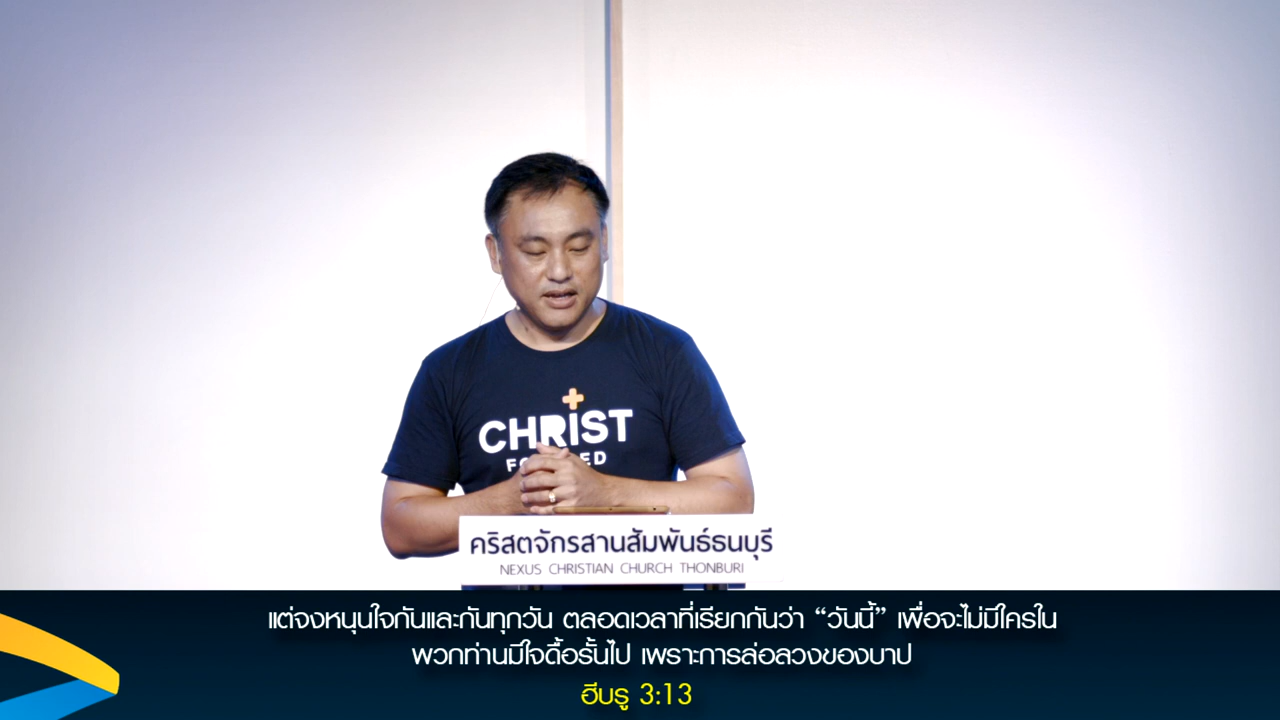 CHRIST
คริสตจักรสานสัมพันธ์ธนบุรี
NEXUS CHRISTIAN CHURCH THONBURI
แต่จงหนุนใจกันและกันทุกวัน ตลอดเวลาที่เรียกกันว่า “วันนี้” เพื่อจะไม่มีใครใน
พวกท่านมีใจดื้อรั้นไป เพราะการล่อลวงของบาป
ฮีบรู 3:13